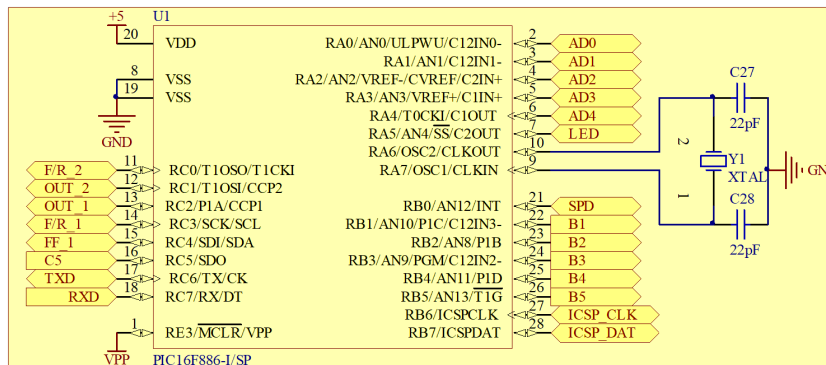 +5
U1
20 VDD
8 VSS
19 VSS
GND
F/R_2 11 RC0/T1OSO/T1CKI
OUT_2 12 RC1/T1OSI/CCP2
OUT_1 13 RC2/P1A/CCP1
F/R_1 14 RC3/SCK/SCL
FF_1 15 RC4/SDI/SDA
C5 16 RC5/SDO
TXD 17 RC6/TX/CK
RXD 18 RC7/RX/DT
1 RE3/MCLR/VPP
VPP
PIC16F886-I/SP
RA0/AN0/ULPWU/C12IN0- 2 AD0
RA1/AN1/C12IN1- 3 AD1
RA2/AN2/VREF-/CVREF/C2IN+ 4 AD2
RA3/AN3/VREF+/C1IN+ 5 AD3
RA4/T0CKI/C1OUT 6 AD4
RA5/AN4/SS/C2OUT 7 LED
RA6/OSC2/CLKOUT 10
RA7/OSC1/CLKIN 9
RB0/AN12/INT 21 SPD
RB1/AN10/P1C/C12IN3- 22 B1
RB2/AN8/P1B 23 B2
RB3/AN9/PGM/C12IN2- 24 B3
RB4/AN11/P1D 25 B4
RB5/AN13/T1G 26 B5
RB6/ICSPCLK 27 ICSP_CLK
RB7/ICSPDAT 28 ICSP_DAT
C27
22pF
2
Y1
XTAL
1
C28
22pF